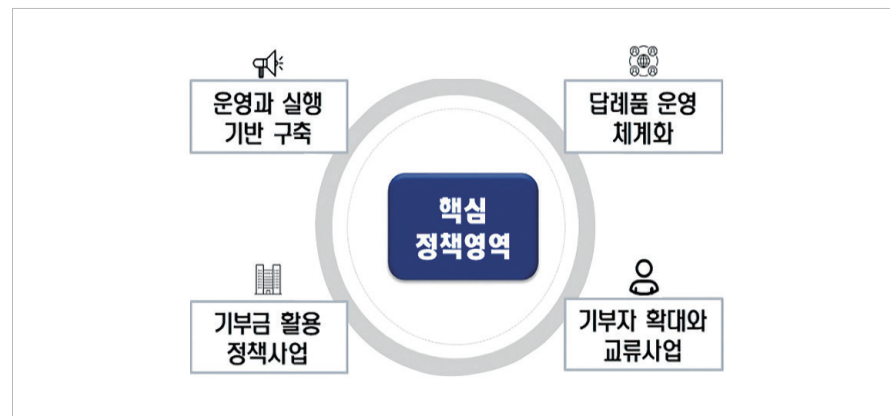 운영과 실행
기반 구축
답례품 운영
체계화
핵심
정책영역
기부금 활용
정책사업
기부자 확대와
교류사업